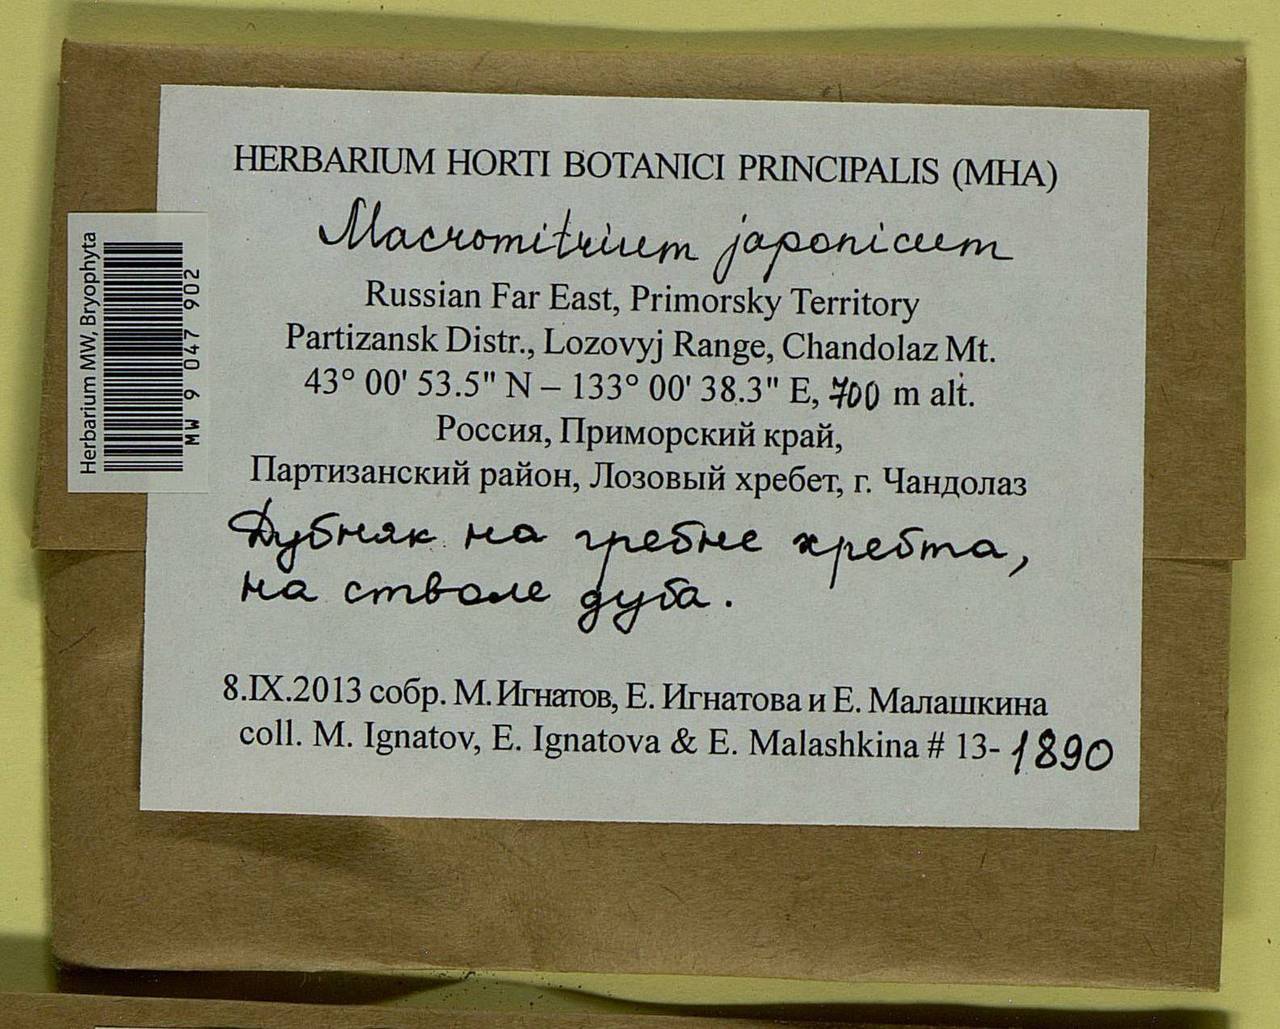 HERBARIUM HORTI BOTANICI PRINCIPALIS (MHA)
Macromitrium japonicum
Russian Far East, Primorsky Territory
Partizansk Distr., Lozovyj Range, Chandolaz Mt.
43° 00' 53.5" N – 133° 00' 38.3" E, 700 m alt.
Россия, Приморский край,
Партизанский район, Лозовый хребет, г. Чандолаз
Дубняк на гребне хребта,
на стволе дуба.
8.IX.2013 собр. М. Игнатов, Е. Игнатова и Е. Малашкина
coll. M. Ignatov, E. Ignatova & E. Malashkina # 13-1890
Herbarium MW, Bryophyta
MW 9 047 902